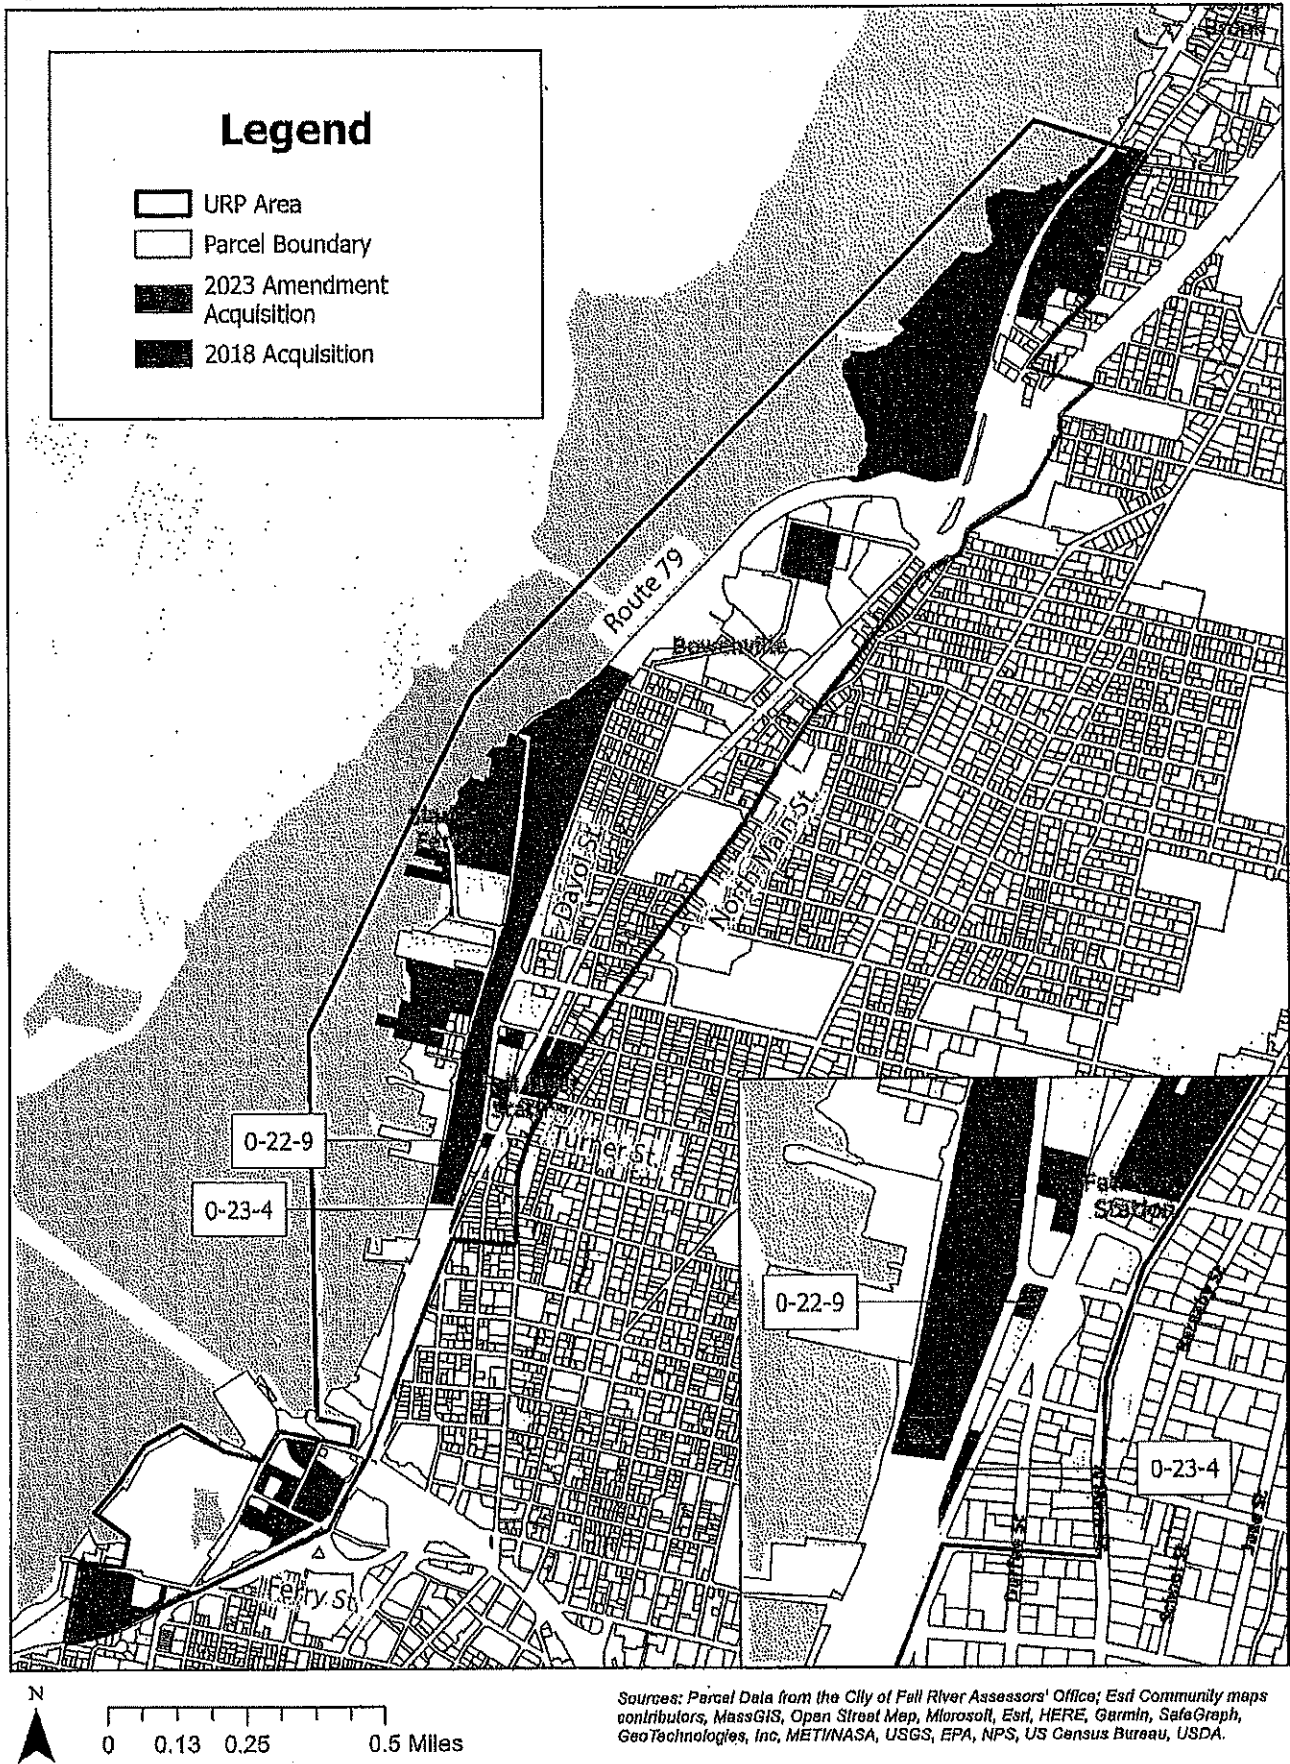 Legend
URP Area
Parcel Boundary
2023 Amendment
Acquisition
2018 Acquisition
Route 79
Bowenville
E Davol St.
North Main St.
0-22-9
0-23-4
Turner St.
Ferry St.
Station
0-22-9
0-23-4
Durfee St
N
0 0.13 0.25 0.5 Miles
Sources: Parcel Data from the City of Fall River Assessors' Office; Esri Community maps
contributors, MassGIS, Open Street Map, Microsoft, Esri, HERE, Garmin, SafeGraph,
GeoTechnologies, Inc, METI/NASA, USGS, EPA, NPS, US Census Bureau, USDA.